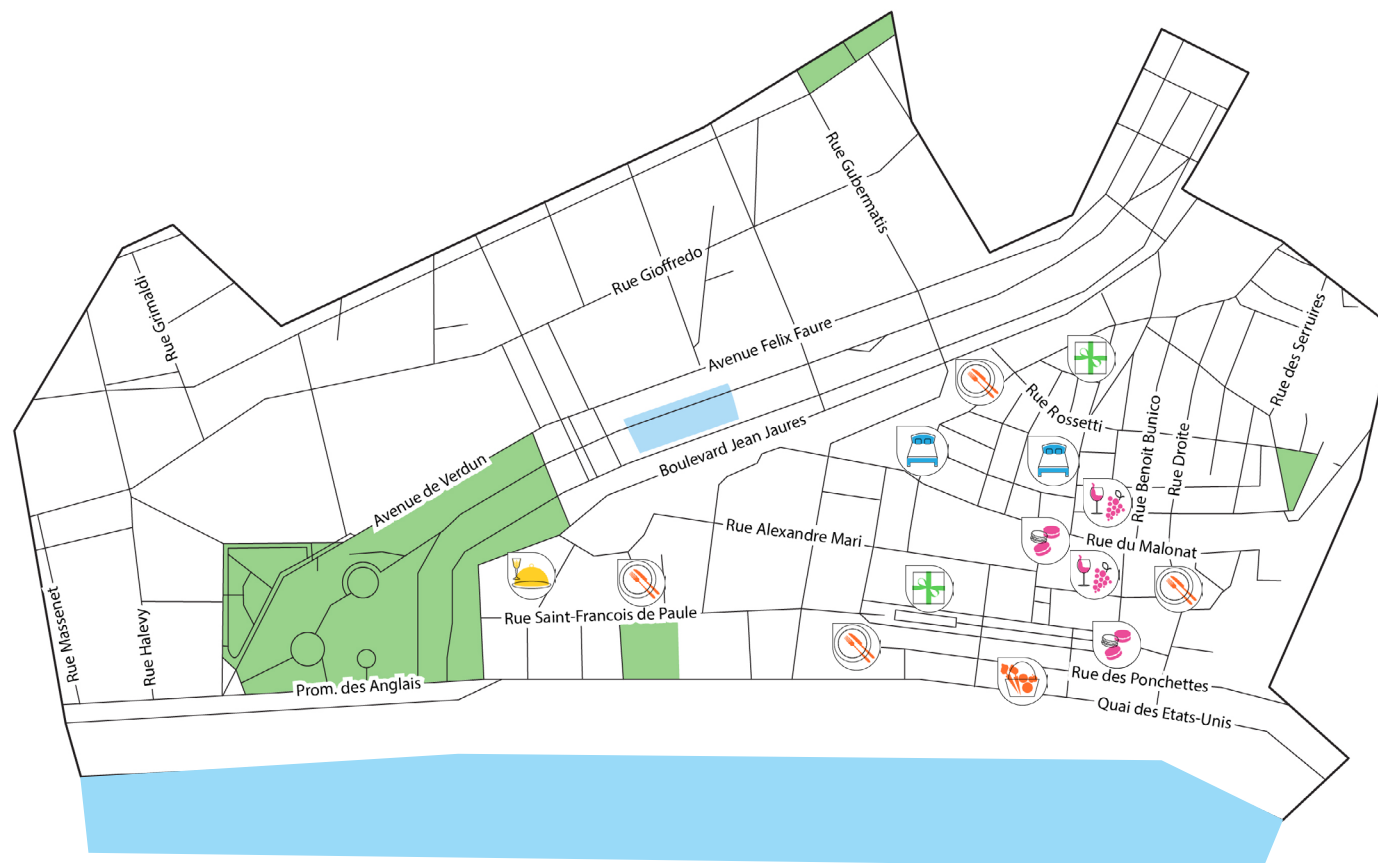 Rue Gubermatis
Rue Grimaldi
Rue Gioffredo
Rue des Serruires
Avenue Felix Faure
Rue Rossetti
Boulevard Jean Jaures
Rue Benoit Bunico
Rue Droite
Avenue de Verdun
Rue Alexandre Mari
Rue du Malonat
Rue Massenet
Rue Halevy
Rue Saint-Francois de Paule
Prom. des Anglais
Rue des Ponchettes
Quai des Etats-Unis